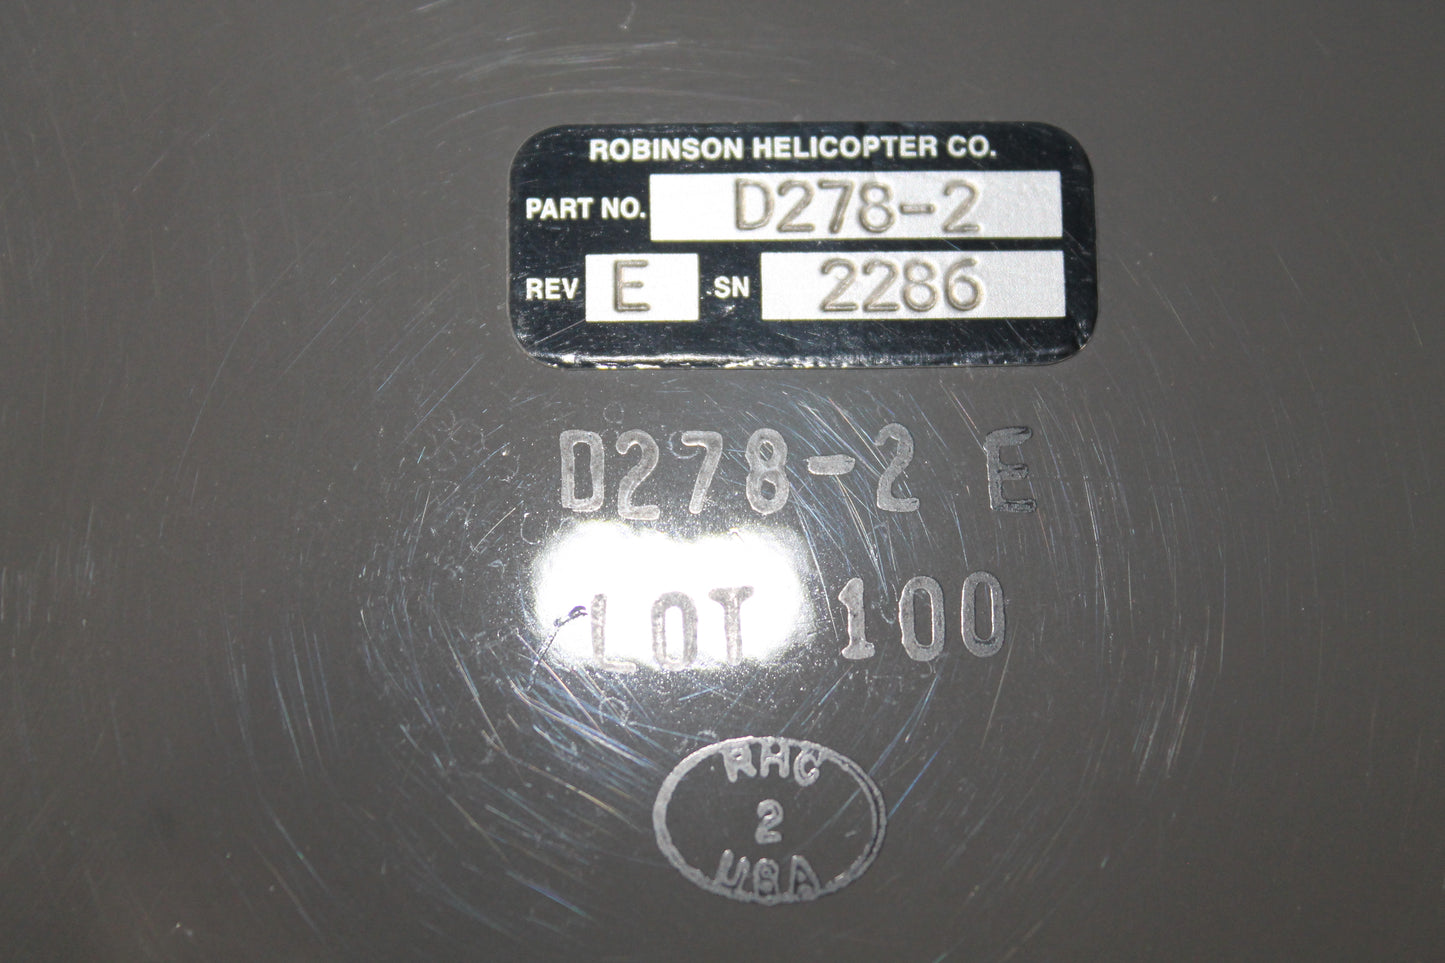 ROBINSON HELICOPTER CO.
PART NO. D278-2
REV E SN 2286
D278-2 E
LOT 100
RHC
2
USA